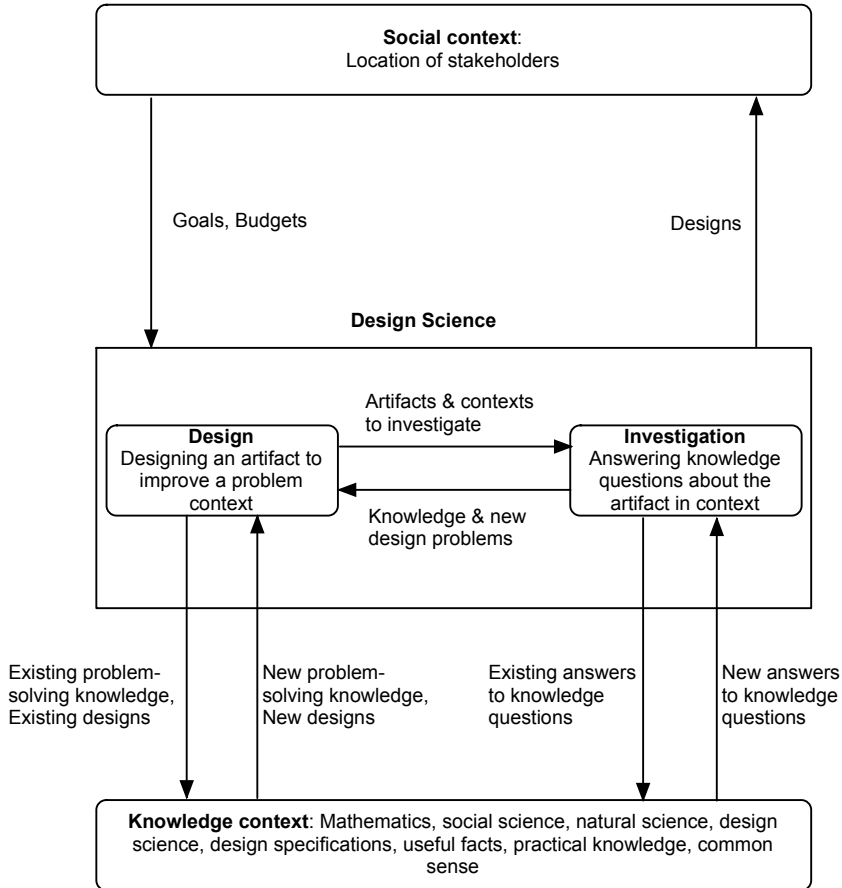 Social context:
Location of stakeholders
Goals, Budgets
Designs
Design Science
Artifacts & contexts
to investigate
Design
Designing an artifact to
improve a problem
context
Investigation
Answering knowledge
questions about the
artifact in context
Knowledge & new
design problems
Existing problem-
solving knowledge,
Existing designs
New problem-
solving knowledge,
New designs
Existing answers
to knowledge
questions
New answers
to knowledge
questions
Knowledge context: Mathematics, social science, natural science, design
science, design specifications, useful facts, practical knowledge, common
sense